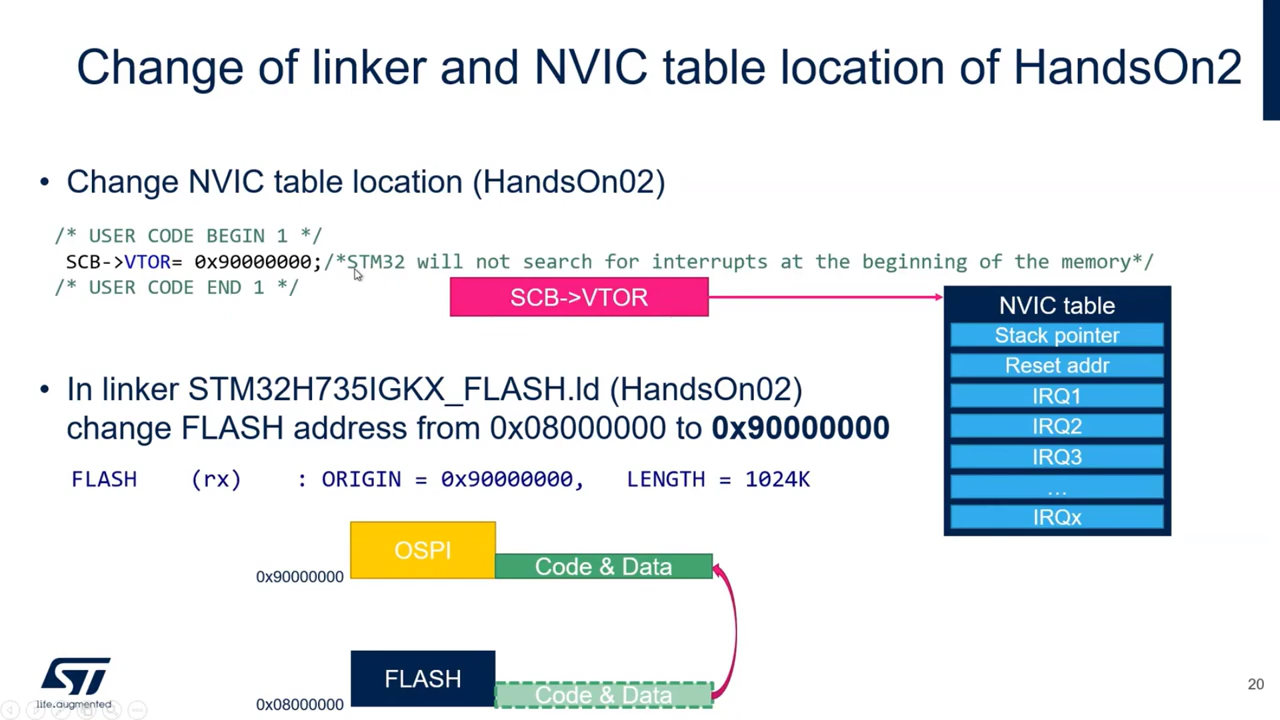 Change of linker and NVIC table location of HandsOn2
• Change NVIC table location (HandsOn02)
/* USER CODE BEGIN 1 */
SCB->VTOR= 0x90000000;/*STM32 will not search for interrupts at the beginning of the memory*/
/* USER CODE END 1 */
SCB->VTOR
NVIC table
Stack pointer
Reset addr
IRQ1
IRQ2
IRQ3
...
IRQx
• In linker STM32H735IGKX_FLASH.ld (HandsOn02)
change FLASH address from 0x08000000 to 0x90000000
FLASH (rx) : ORIGIN = 0x90000000, LENGTH = 1024K
OSPI
Code & Data
0x90000000
FLASH
Code & Data
0x08000000
ST
life.augmented
20